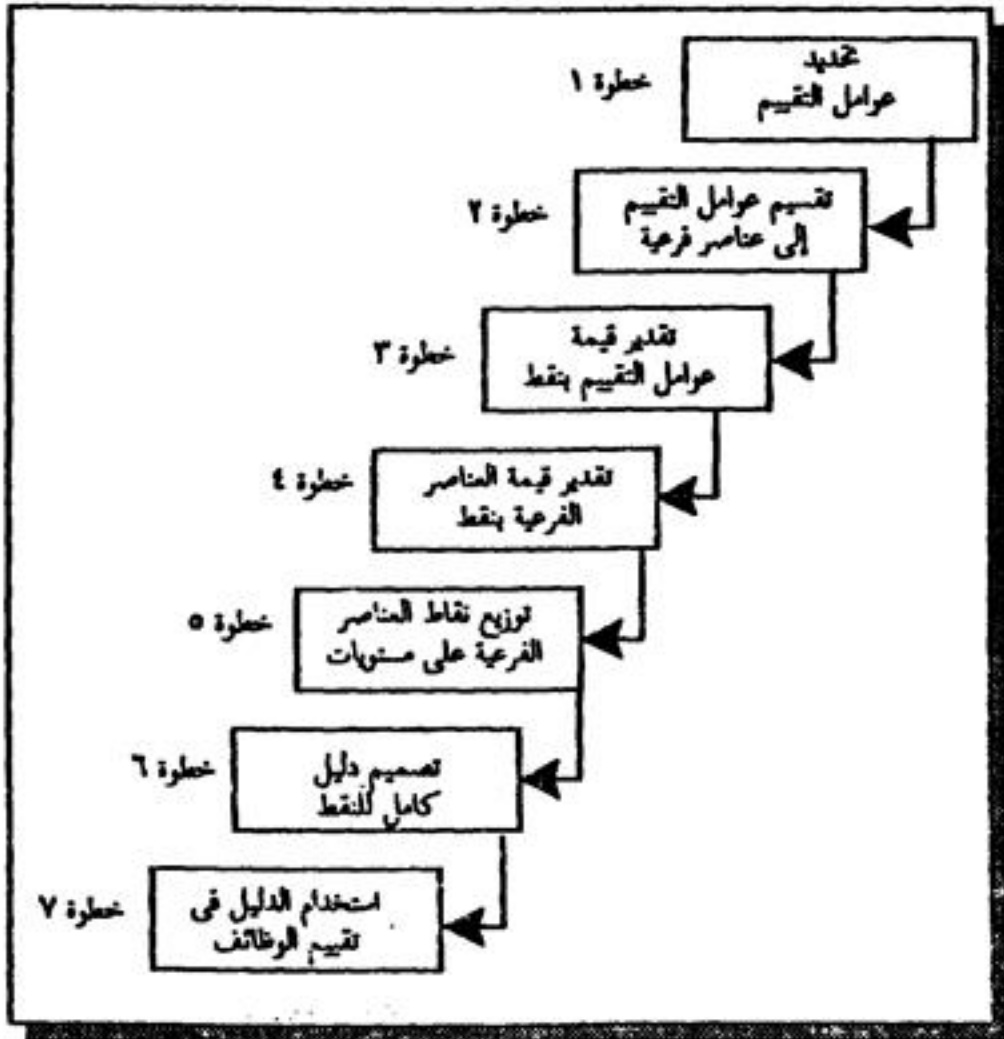 تحديد
عوامل التقييم
خطوة ١
تقسيم عوامل التقييم
إلى عناصر فرعية
خطوة ٢
تقدير قيمة
عوامل التقييم بنقط
خطوة ٣
تقدير قيمة العناصر
الفرعية بنقط
خطوة ٤
توزيع نقاط العناصر
الفرعية على مستويات
خطوة ٥
تصميم دليل
كامل للنقط
خطوة ٦
استخدام الدليل فى
تقييم الوظائف
خطوة ٧